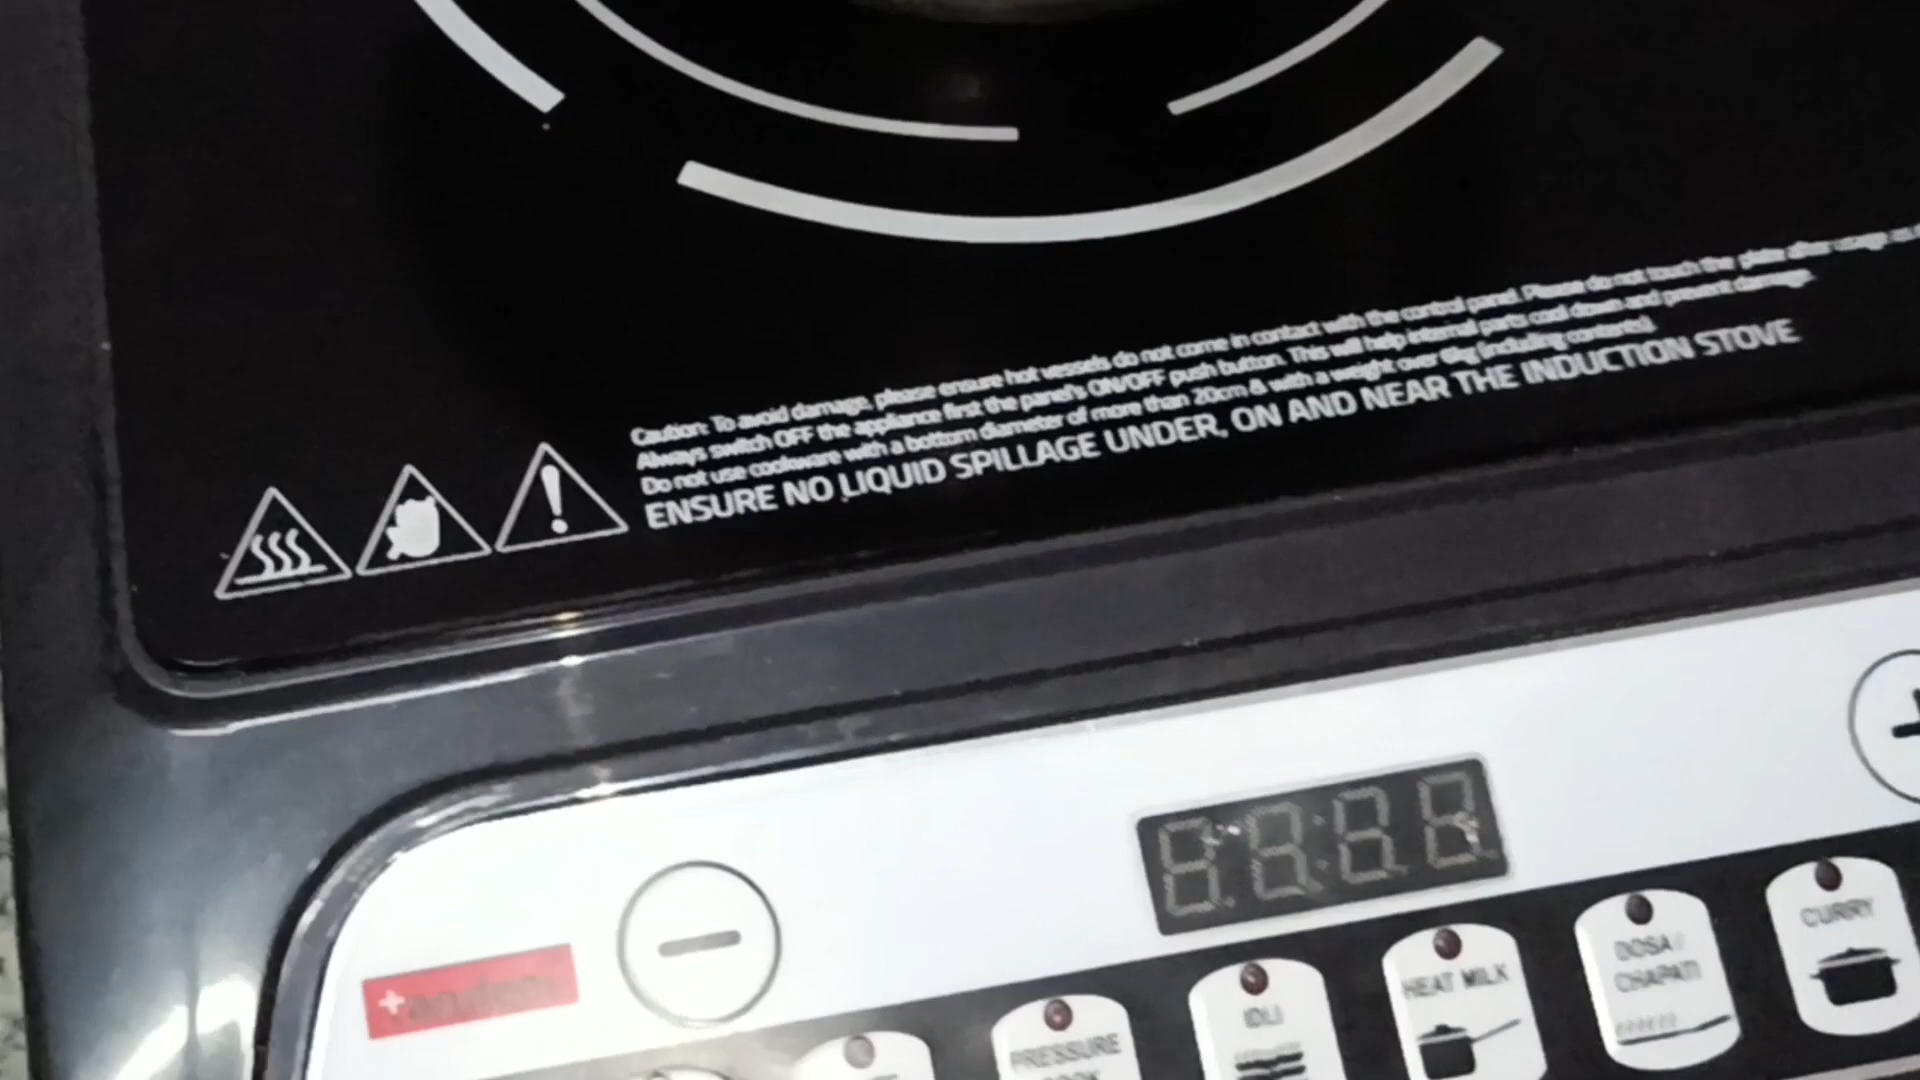 Caution: To avoid damage, please ensure hot vessels do not come in contact with the control panel. Please do not touch the plate after usage as
Always switch OFF the appliance first the panel's ON/OFF push button. This will help internal parts cool down and prevent damage.
Do not use cookware with a bottom diameter of more than 20cm & with a weight over 6kg (including contents).
ENSURE NO LIQUID SPILLAGE UNDER, ON AND NEAR THE INDUCTION STOVE
CURRY
DOSA/
CHAPATI
HEAT MILK
IDLI
PRESSURE